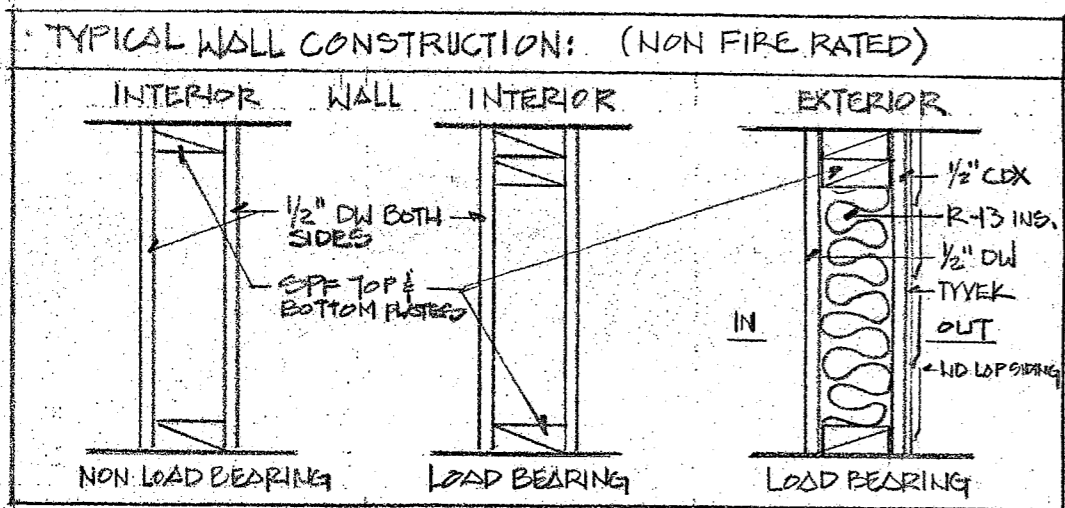 TYPICAL WALL CONSTRUCTION: (NON FIRE RATED)
INTERIOR WALL INTERIOR EXTERIOR
1/2" DW BOTH
SIDES
SPF TOP &
BOTTOM PLATES
1/2" CDX
R-13 INS.
1/2" DW
TYVEK
IN
OUT
WD LAP SIDING
NON LOAD BEARING
LOAD BEARING
LOAD BEARING